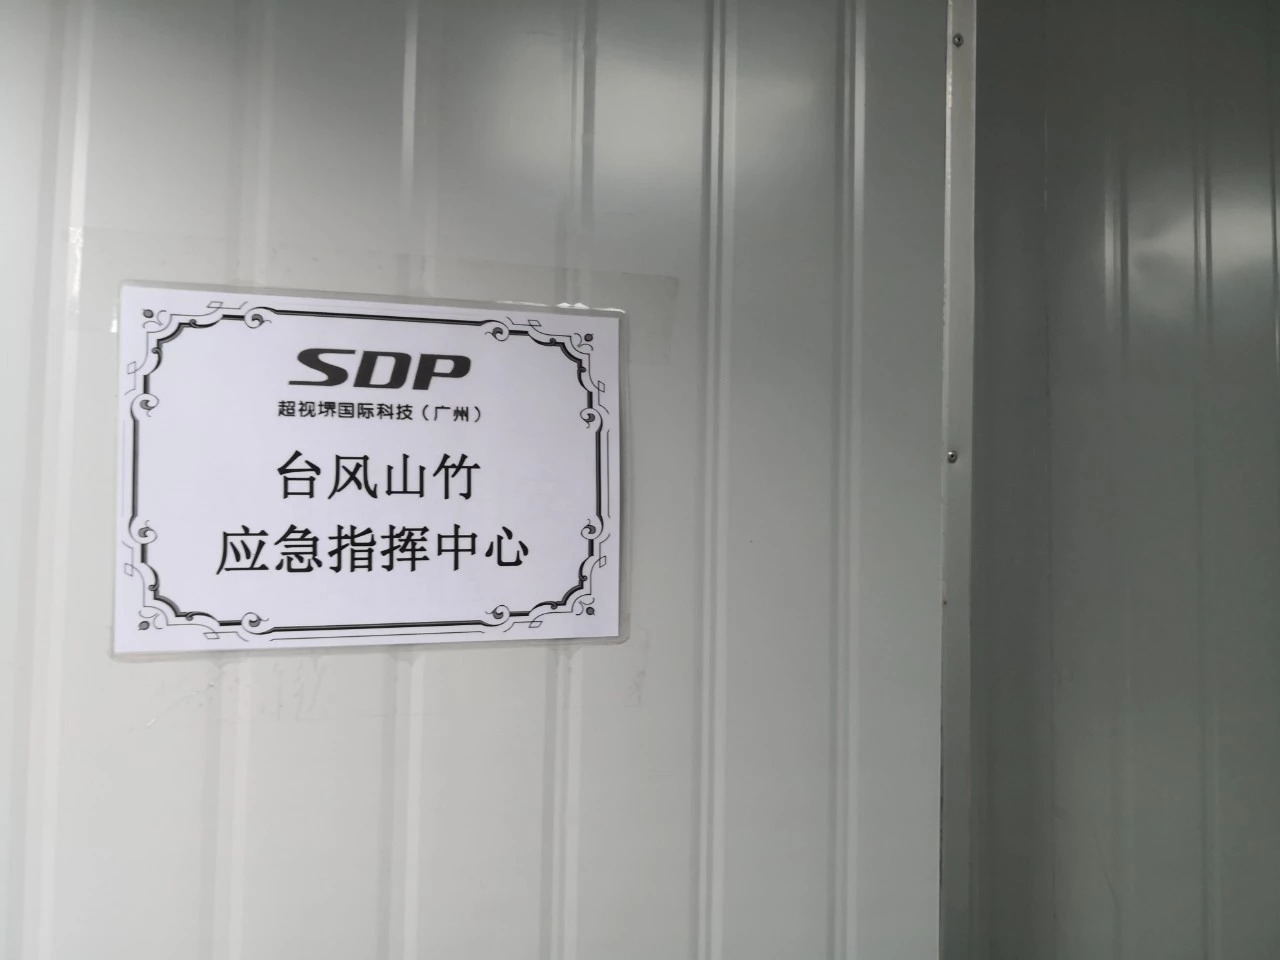 SDP
超视堺国际科技（广州）
台风山竹
应急指挥中心